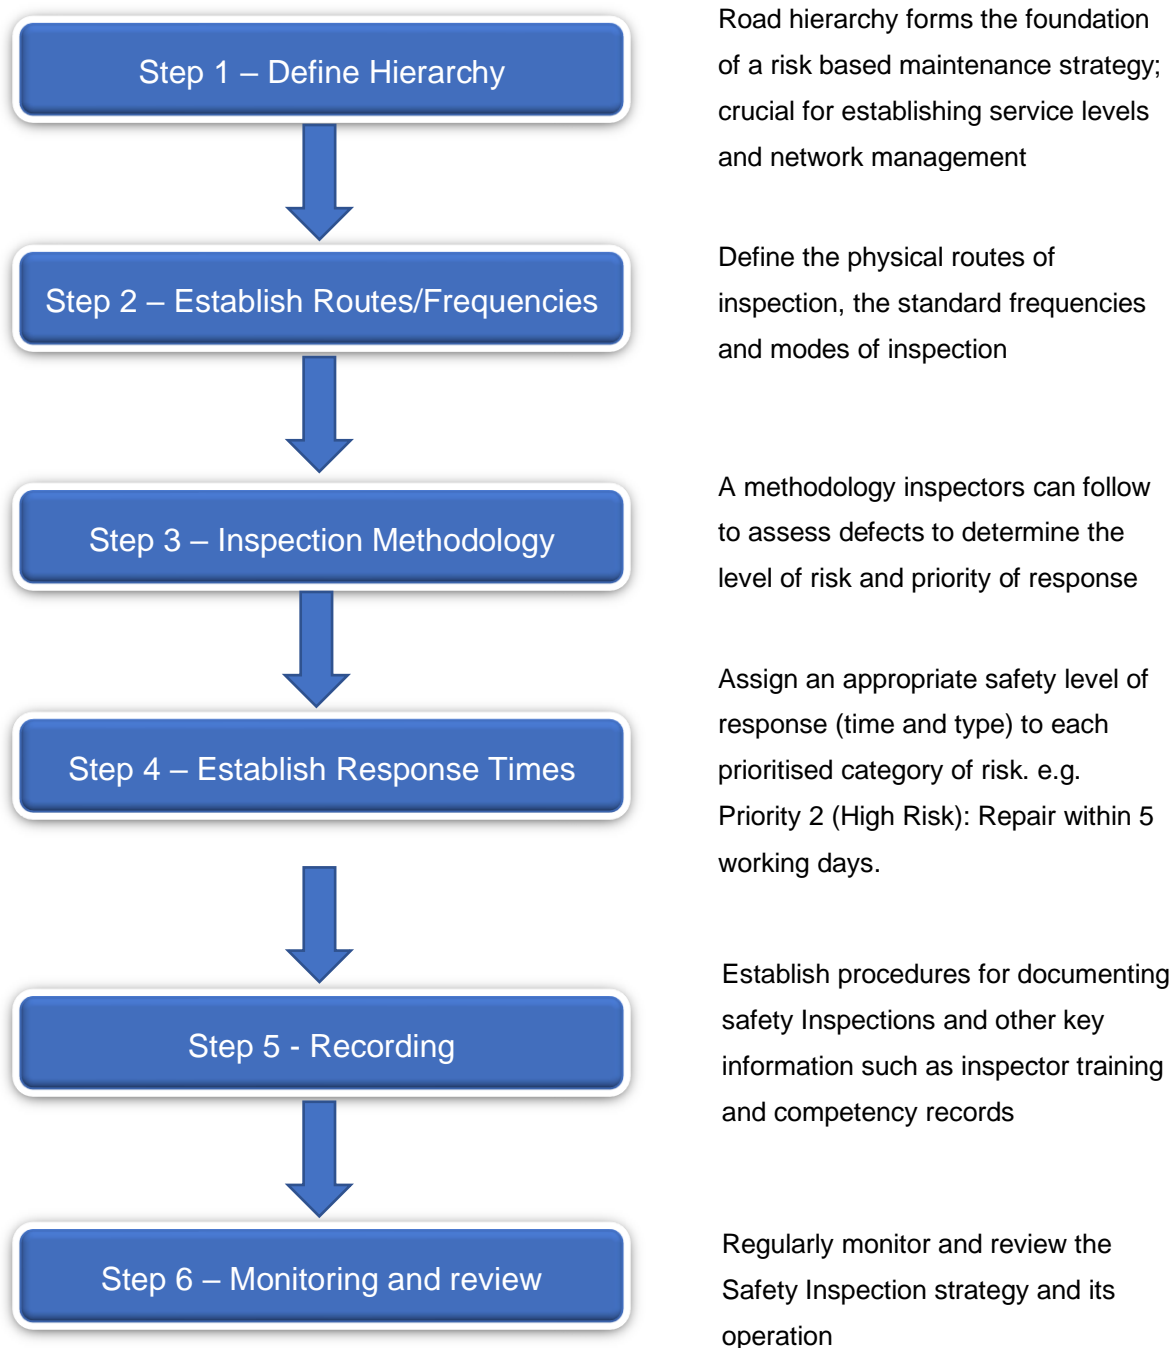 Step 1 – Define Hierarchy
Road hierarchy forms the foundation
of a risk based maintenance strategy;
crucial for establishing service levels
and network management
Step 2 – Establish Routes/Frequencies
Define the physical routes of
inspection, the standard frequencies
and modes of inspection
Step 3 – Inspection Methodology
A methodology inspectors can follow
to assess defects to determine the
level of risk and priority of response
Step 4 – Establish Response Times
Assign an appropriate safety level of
response (time and type) to each
prioritised category of risk. e.g.
Priority 2 (High Risk): Repair within 5
working days.
Step 5 - Recording
Establish procedures for documenting
safety Inspections and other key
information such as inspector training
and competency records
Step 6 – Monitoring and review
Regularly monitor and review the
Safety Inspection strategy and its
operation